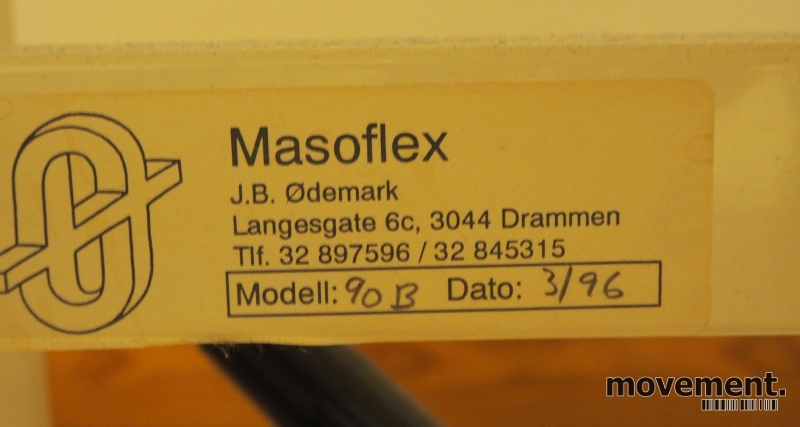 Masoflex
J.B. Ødemark
Langesgate 6c, 3044 Drammen
Tlf. 32 897596 / 32 845315
Modell: 90 B Dato: 3/96
movement.